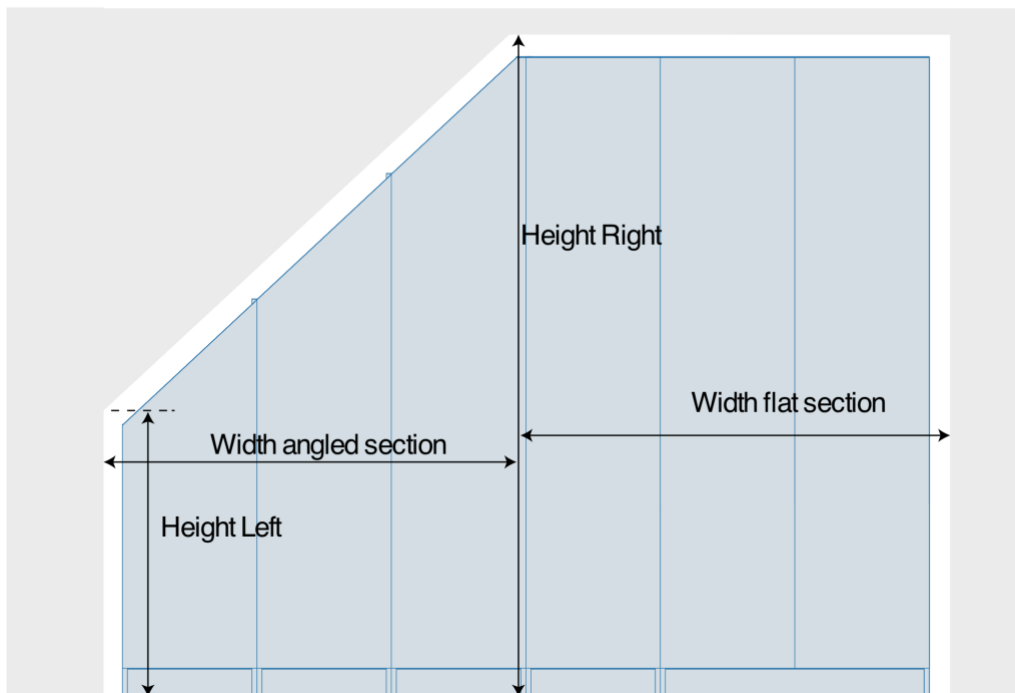 Height Right
Width flat section
Width angled section
Height Left